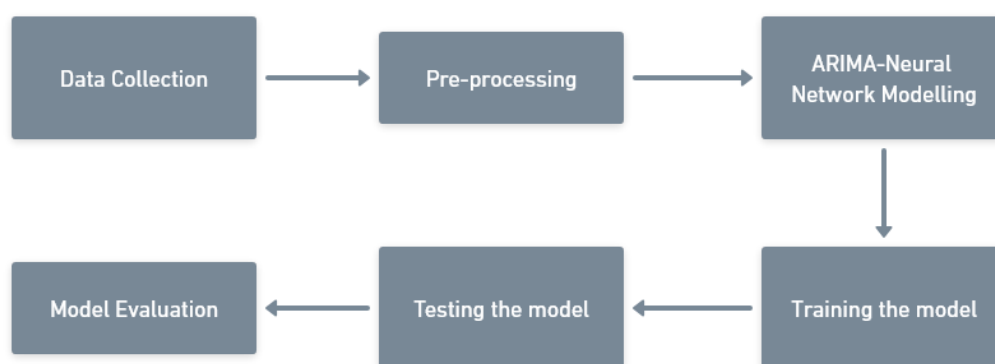 Data Collection
Pre-processing
ARIMA-Neural
Network Modelling
Training the model
Testing the model
Model Evaluation